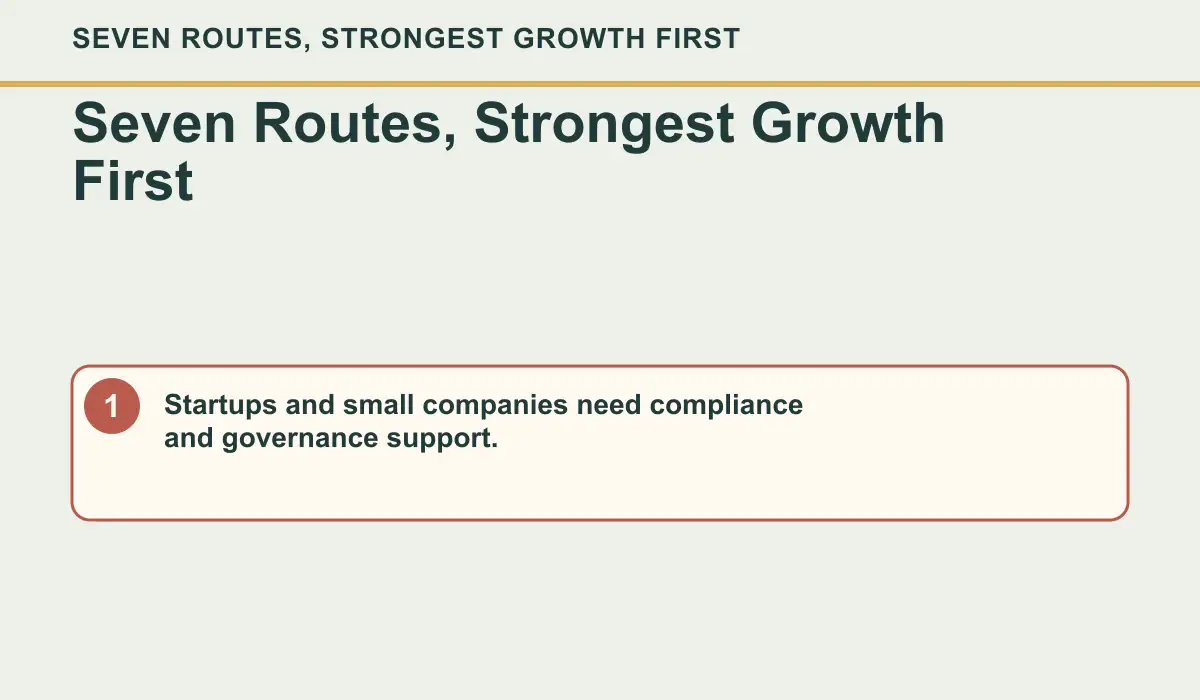 SEVEN ROUTES, STRONGEST GROWTH FIRST
Seven Routes, Strongest Growth
First
1
Startups and small companies need compliance
and governance support.